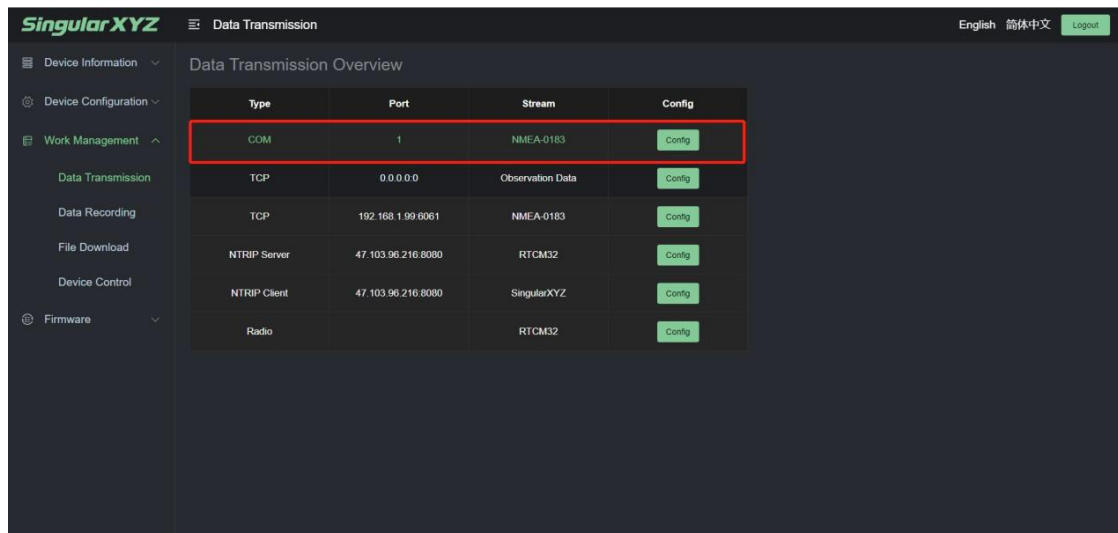 SingularXYZ
Data Transmission
English 简体中文 Logout
Device Information
Device Configuration
Work Management
Data Transmission
Data Recording
File Download
Device Control
Firmware
Data Transmission Overview
Type Port Stream Config
COM 1 NMEA-0183 Config
TCP 0.0.0.0:0 Observation Data Config
TCP 192.168.1.99:6061 NMEA-0183 Config
NTRIP Server 47.103.96.216:8080 RTCM32 Config
NTRIP Client 47.103.96.216:8080 SingularXYZ Config
Radio RTCM32 Config